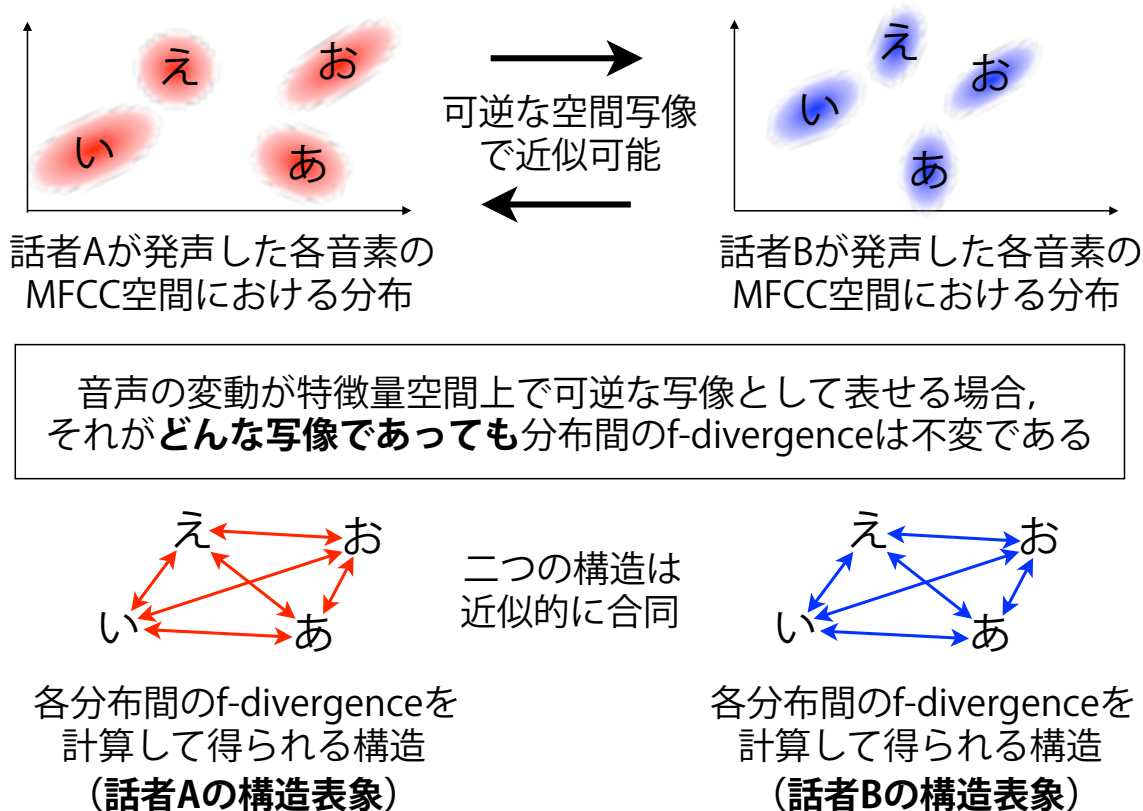 え
お
い
あ
可逆な空間写像
で近似可能
え
お
い
あ
話者Aが発声した各音素の
MFCC空間における分布
話者Bが発声した各音素の
MFCC空間における分布
音声の変動が特徴量空間上で可逆な写像として表せる場合,
それがどんな写像であっても分布間のf-divergenceは不変である
え
お
い
あ
二つの構造は
近似的に合同
え
お
い
あ
各分布間のf-divergenceを
計算して得られる構造
（話者Aの構造表象）
各分布間のf-divergenceを
計算して得られる構造
（話者Bの構造表象）